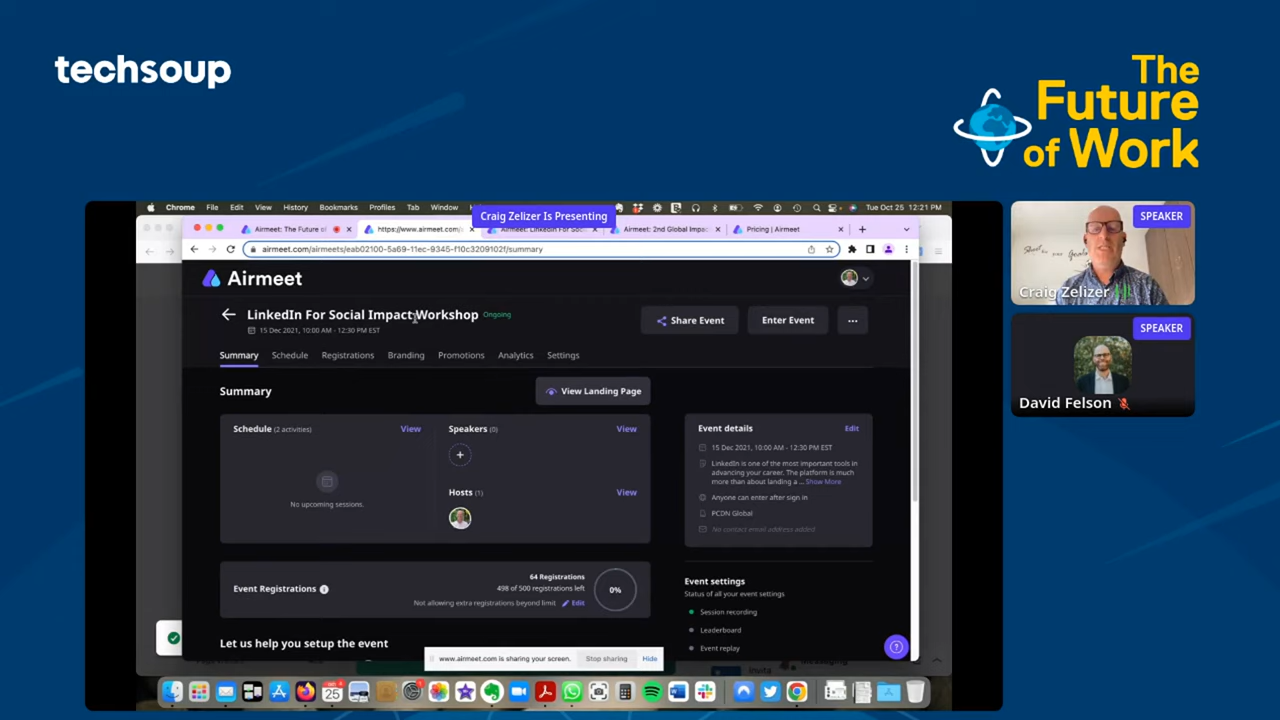 techsoup
The
Future
of Work
Chrome File Edit View History Bookmarks Profiles Tab Window
Tue Oct 25 12:21 PM
Craig Zelizer Is Presenting
Airmeet: The Future of
https://www.airmeet.com/a
Airmeet: LinkedIn For Soc
Airmeet: 2nd Global Impa
Pricing | Airmeet
airmeet.com/airmeets/eab02100-5a69-11ec-9345-f10c3209102f/summary
Airmeet
LinkedIn For Social Impact Workshop Ongoing
15 Dec 2021, 10:00 AM - 12:30 PM EST
Share Event
Enter Event
Summary Schedule Registrations Branding Promotions Analytics Settings
Summary
View Landing Page
Schedule (2 activities) View
No upcoming sessions.
Speakers (0) View
+
Hosts (1) View
Event details Edit
15 Dec 2021, 10:00 AM - 12:30 PM EST
LinkedIn is one of the most important tools in
advancing your career. The platform is much
more than about landing a ... Show More
Anyone can enter after sign in
PCDN Global
No contact email address added
Event Registrations
64 Registrations
498 of 500 registrations left
Not allowing extra registrations beyond limit Edit
0%
Event settings
Status of all your event settings
Session recording
Leaderboard
Event replay
Let us help you setup the event
www.airmeet.com is sharing your screen. Stop sharing Hide
OCT
25
SPEAKER
Craig Zelizer
SPEAKER
David Felson